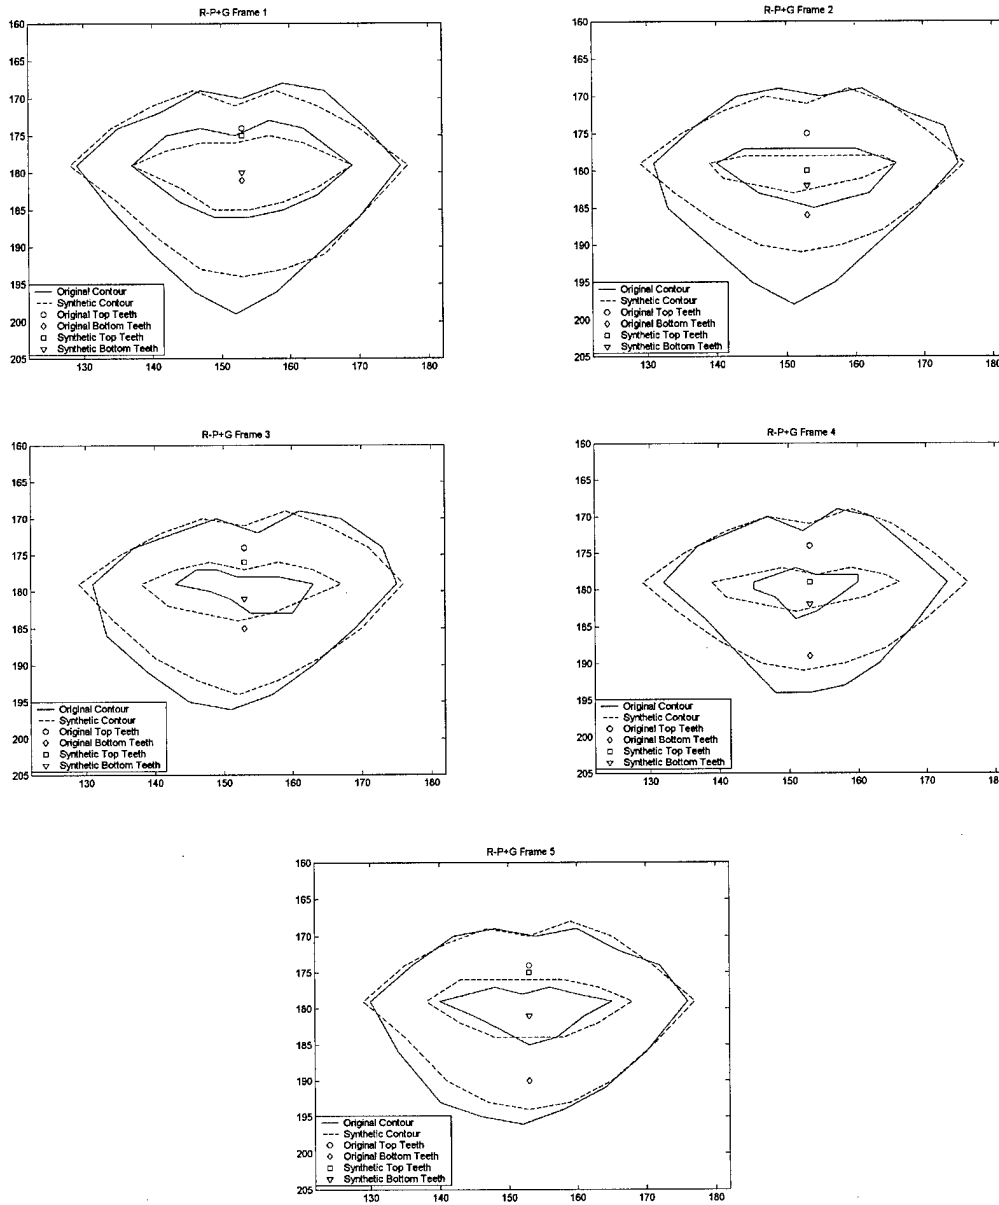 R-P+G Frame 1
160
165
170
175
180
185
190
195
200
205
130 140 150 160 170 180
Original Contour
Synthetic Contour
Original Top Teeth
Original Bottom Teeth
Synthetic Top Teeth
Synthetic Bottom Teeth
R-P+G Frame 2
160
165
170
175
180
185
190
195
200
205
130 140 150 160 170 180
Original Contour
Synthetic Contour
Original Top Teeth
Original Bottom Teeth
Synthetic Top Teeth
Synthetic Bottom Teeth
R-P+G Frame 3
160
165
170
175
180
185
190
195
200
205
130 140 150 160 170 180
Original Contour
Synthetic Contour
Original Top Teeth
Original Bottom Teeth
Synthetic Top Teeth
Synthetic Bottom Teeth
R-P+G Frame 4
160
165
170
175
180
185
190
195
200
205
130 140 150 160 170 180
Original Contour
Synthetic Contour
Original Top Teeth
Original Bottom Teeth
Synthetic Top Teeth
Synthetic Bottom Teeth
R-P+G Frame 5
160
165
170
175
180
185
190
195
200
205
130 140 150 160 170 180
Original Contour
Synthetic Contour
Original Top Teeth
Original Bottom Teeth
Synthetic Top Teeth
Synthetic Bottom Teeth